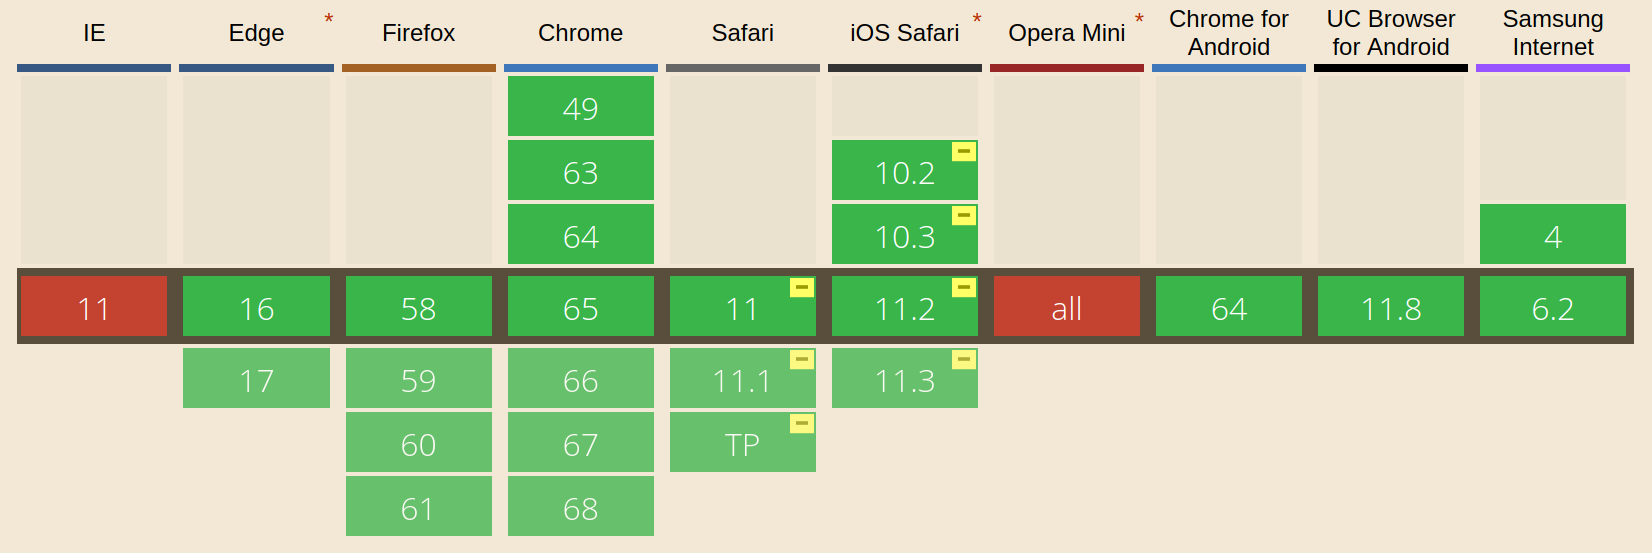 IE
Edge *
Firefox
Chrome
Safari
iOS Safari *
Opera Mini *
Chrome for
Android
UC Browser
for Android
Samsung
Internet
49
63
10.2
64
10.3
4
11
16
58
65
11
11.2
all
64
11.8
6.2
17
59
66
11.1
11.3
60
67
TP
61
68